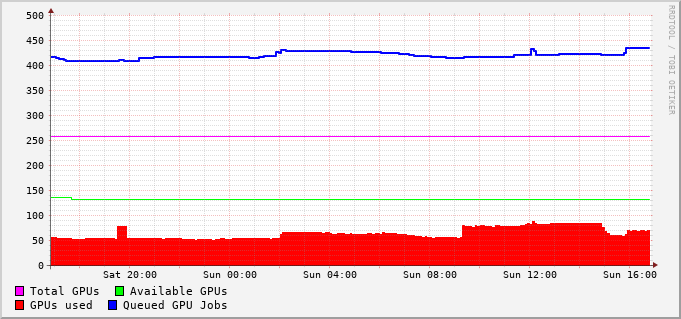 500
450
400
350
300
250
200
150
100
50
0
Sat 20:00 Sun 00:00 Sun 04:00 Sun 08:00 Sun 12:00 Sun 16:00
Total GPUs Available GPUs
GPUs used Queued GPU Jobs
RRDTOOL / TOBI OETIKER